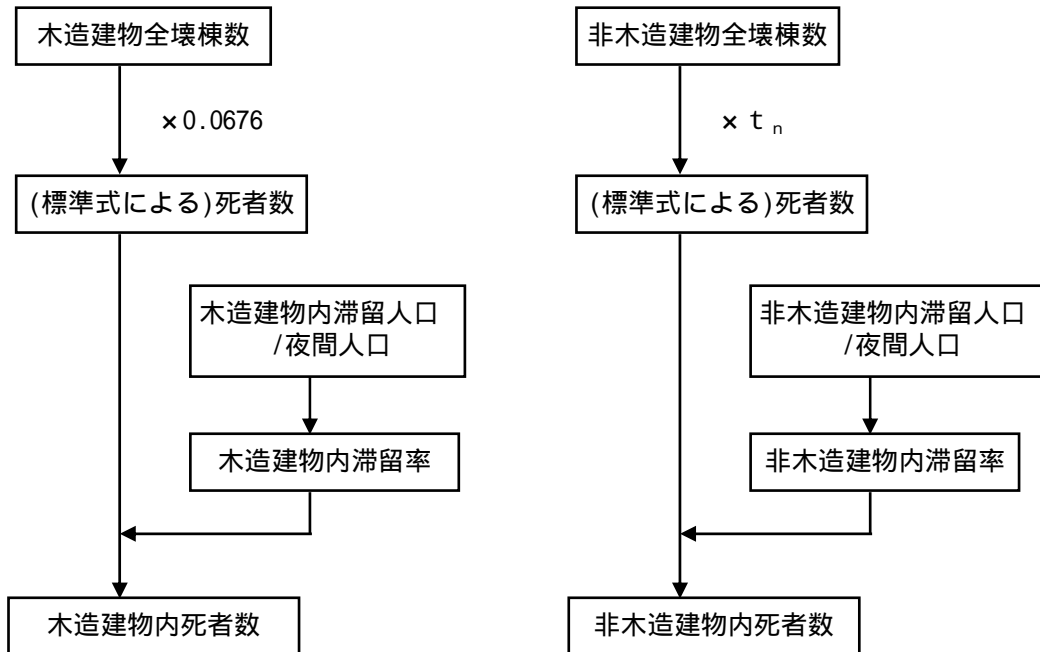 木造建物全壊棟数
×0.0676
(標準式による)死者数
木造建物内滞留人口
/夜間人口
木造建物内滞留率
木造建物内死者数
非木造建物全壊棟数
× t n
(標準式による)死者数
非木造建物内滞留人口
/夜間人口
非木造建物内滞留率
非木造建物内死者数